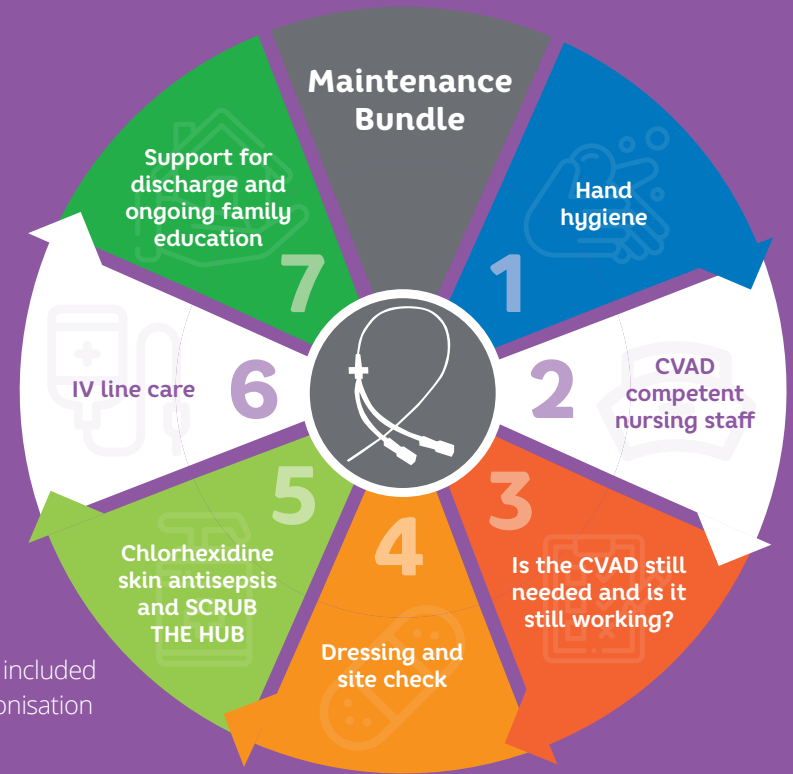 Maintenance
Bundle
1
Hand
hygiene
2
CVAD
competent
nursing staff
3
Is the CVAD still
needed and is it
still working?
4
Dressing and
site check
5
Chlorhexidine
skin antisepsis
and SCRUB
THE HUB
6
IV line care
7
Support for
discharge and
ongoing family
education
included
onisation